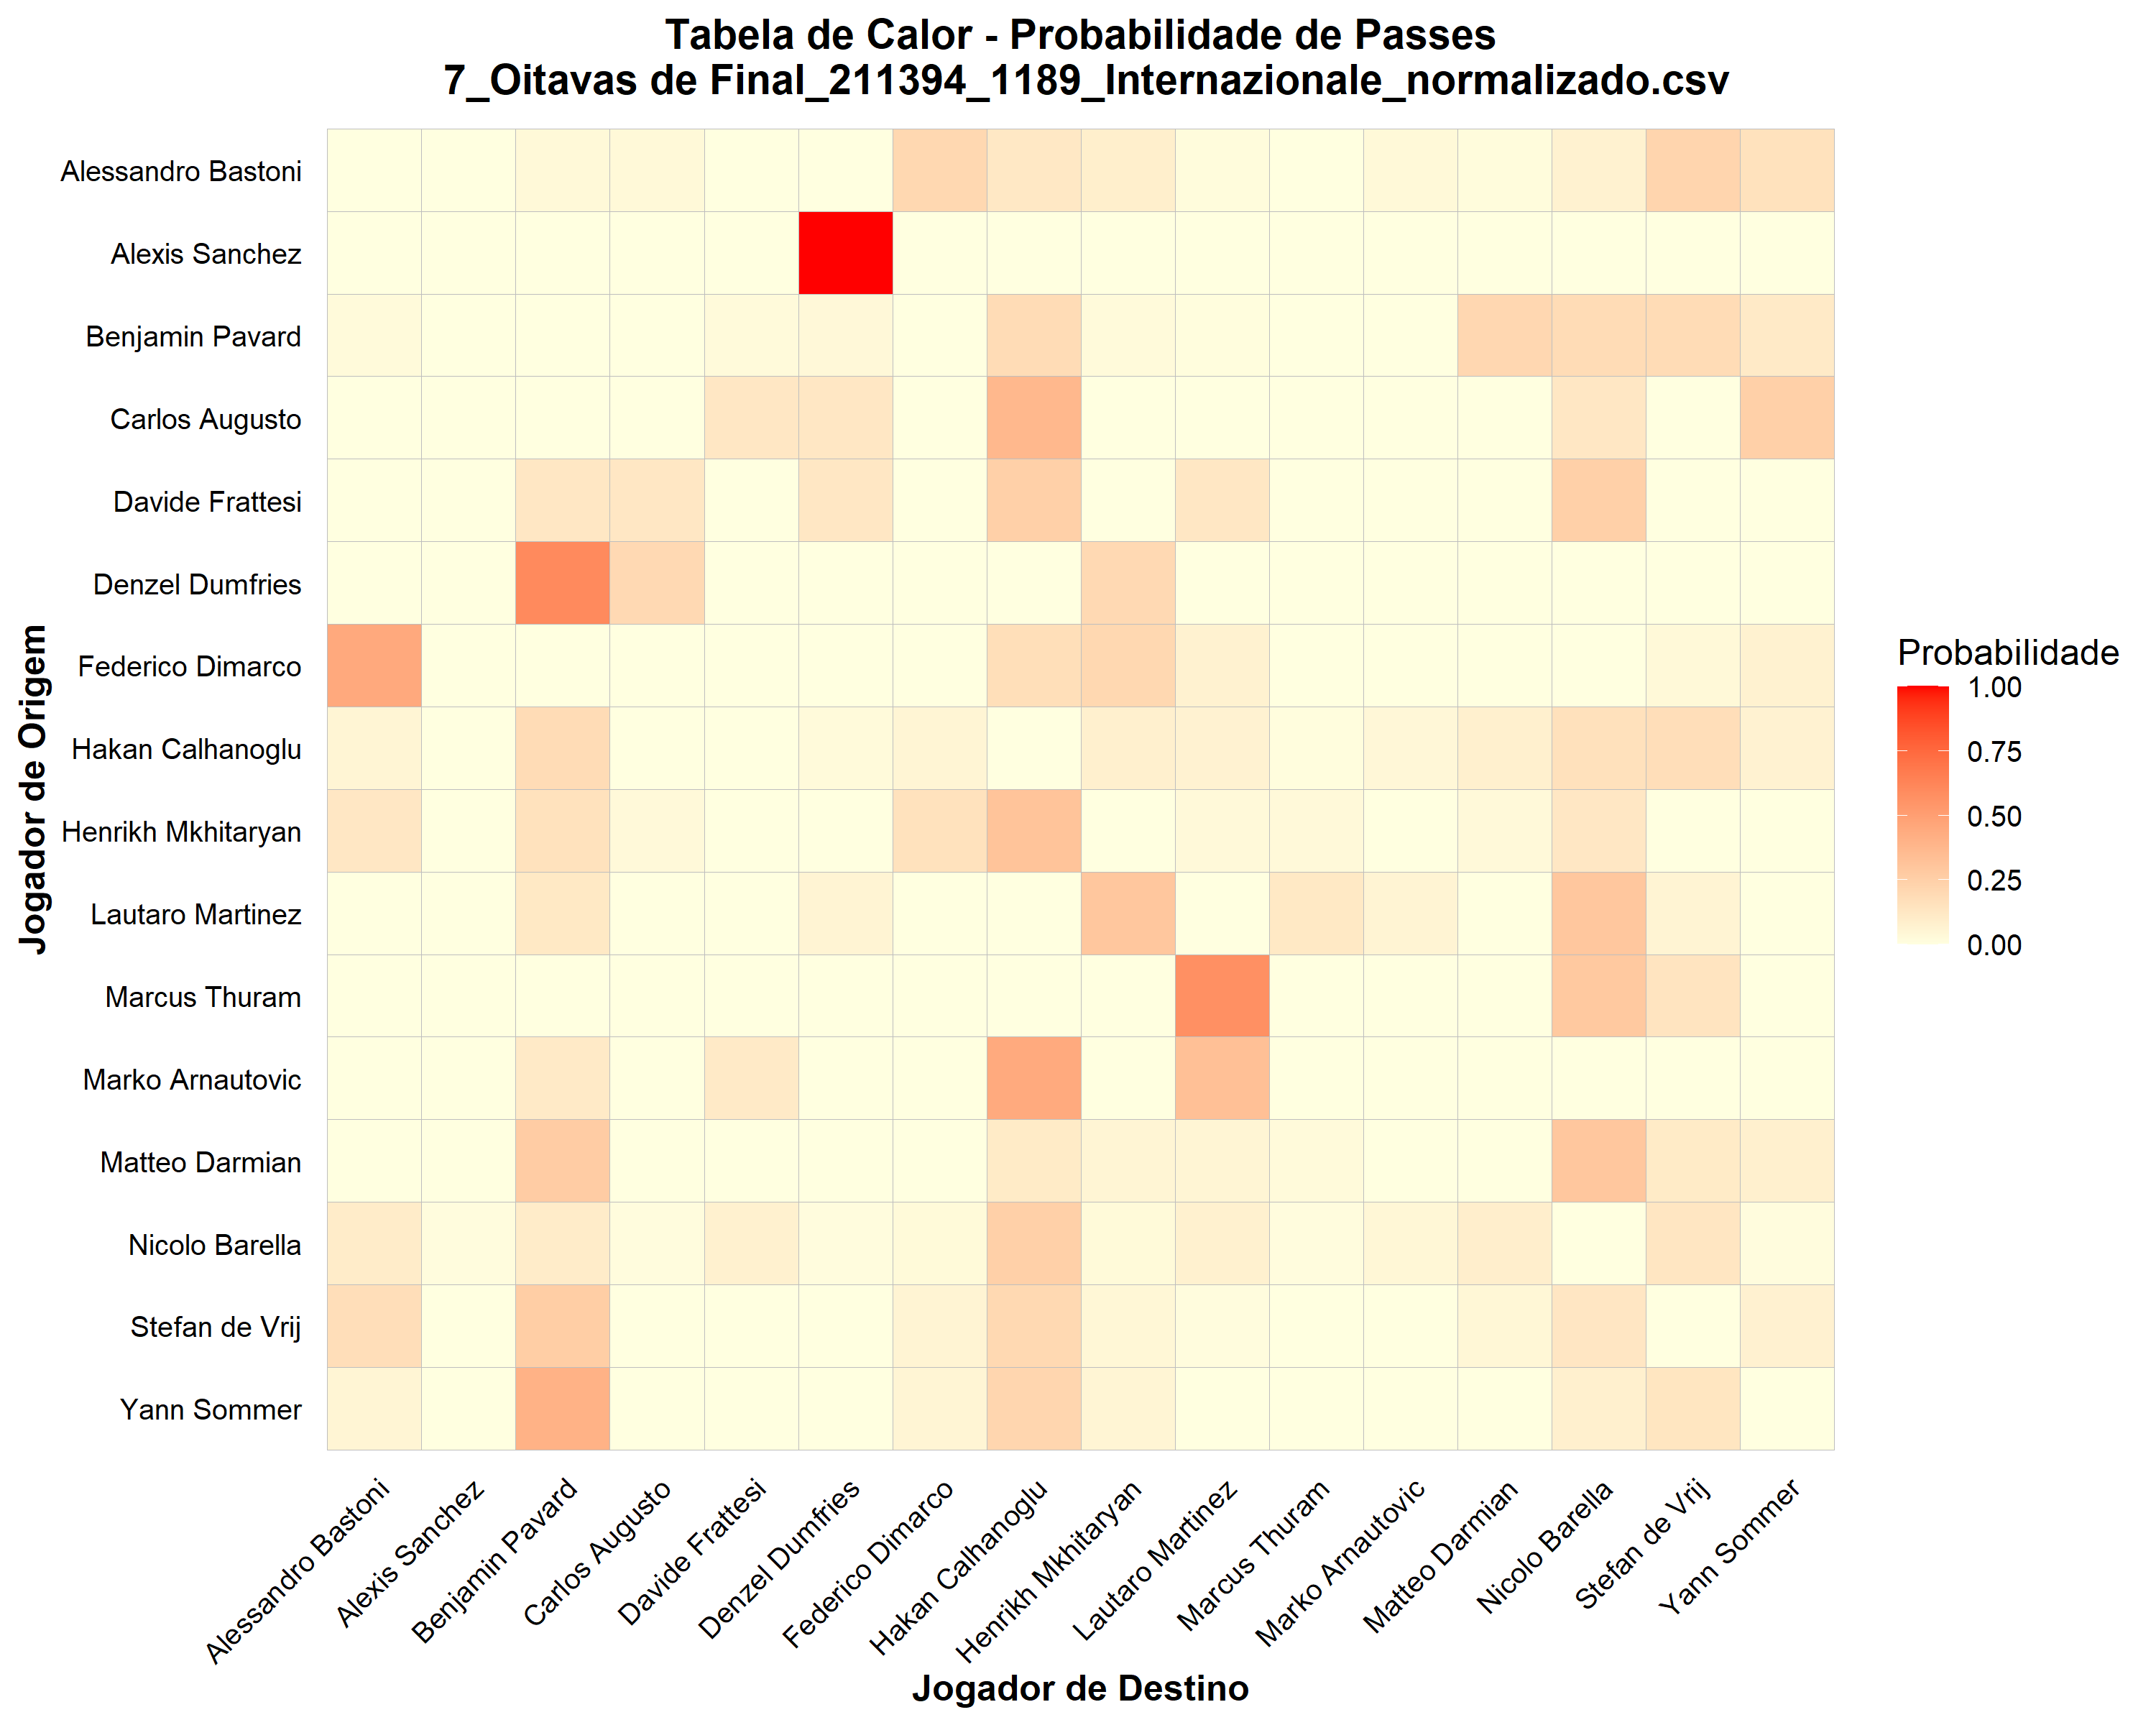 Tabela de Calor - Probabilidade de Passes
7_Oitavas de Final_211394_1189_Internazionale_normalizado.csv
Jogador de Origem
Alessandro Bastoni
Alexis Sanchez
Benjamin Pavard
Carlos Augusto
Davide Frattesi
Denzel Dumfries
Federico Dimarco
Hakan Calhanoglu
Henrikh Mkhitaryan
Lautaro Martinez
Marcus Thuram
Marko Arnautovic
Matteo Darmian
Nicolo Barella
Stefan de Vrij
Yann Sommer
Alessandro Bastoni
Alexis Sanchez
Benjamin Pavard
Carlos Augusto
Davide Frattesi
Denzel Dumfries
Federico Dimarco
Hakan Calhanoglu
Henrikh Mkhitaryan
Lautaro Martinez
Marcus Thuram
Marko Arnautovic
Matteo Darmian
Nicolo Barella
Stefan de Vrij
Yann Sommer
Jogador de Destino
Probabilidade
1.00
0.75
0.50
0.25
0.00